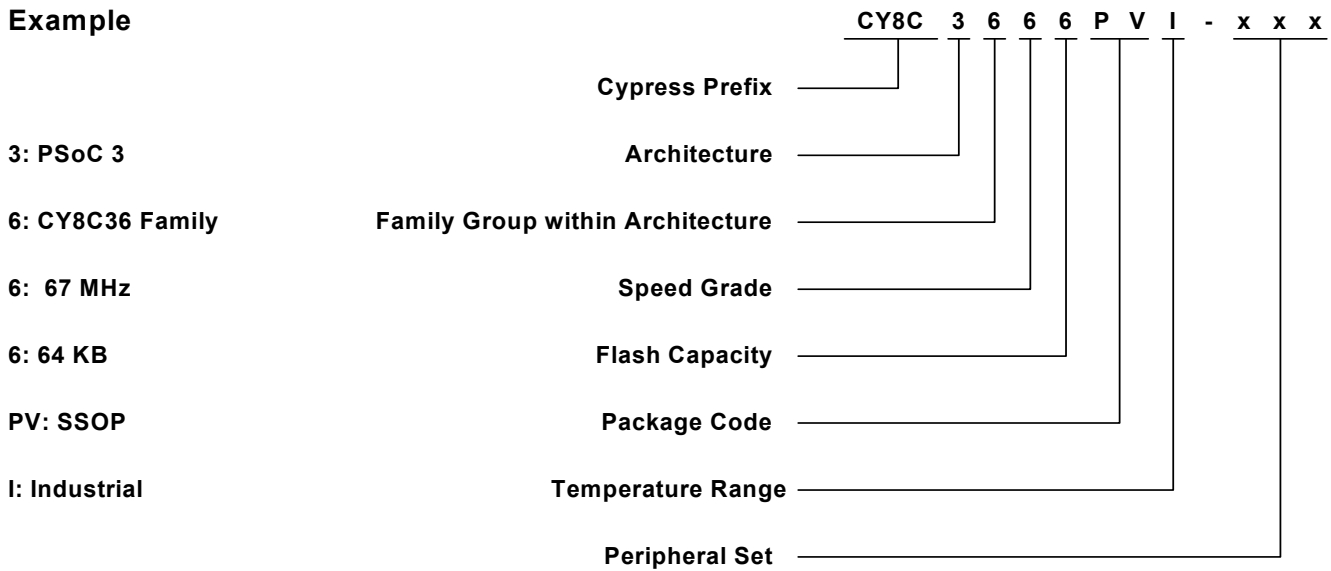 Example CY8C 3 6 6 6 P V I - x x x
Cypress Prefix
3: PSoC 3 Architecture
6: CY8C36 Family Family Group within Architecture
6: 67 MHz Speed Grade
6: 64 KB Flash Capacity
PV: SSOP Package Code
I: Industrial Temperature Range
Peripheral Set